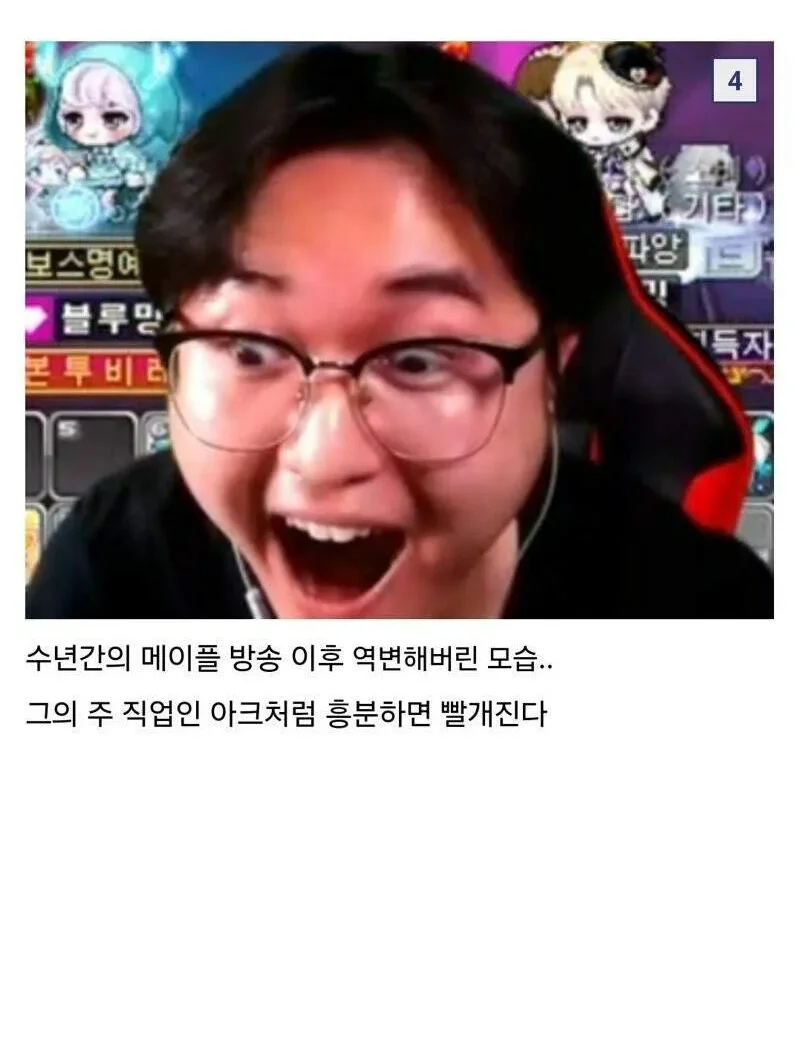 4
기타
보스명예
파앙
블루밍
득자
본투비
5
수년간의 메이플 방송 이후 역변해버린 모습..
그의 주 직업인 아크처럼 흥분하면 빨개진다